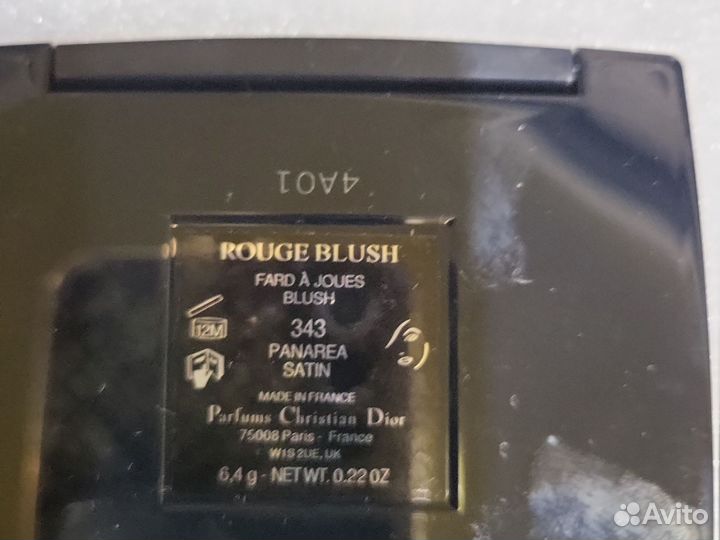 4A01
ROUGE BLUSH
FARD À JOUES
BLUSH
12M
343
PANAREA
SATIN
MADE IN FRANCE
Parfums Christian Dior
75008 Paris - France
W1S 2UE, UK
6,4 g - NET WT. 0.22 OZ
Avito